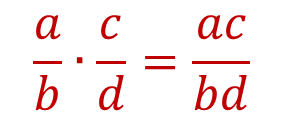 a/b · c/d = ac/bd